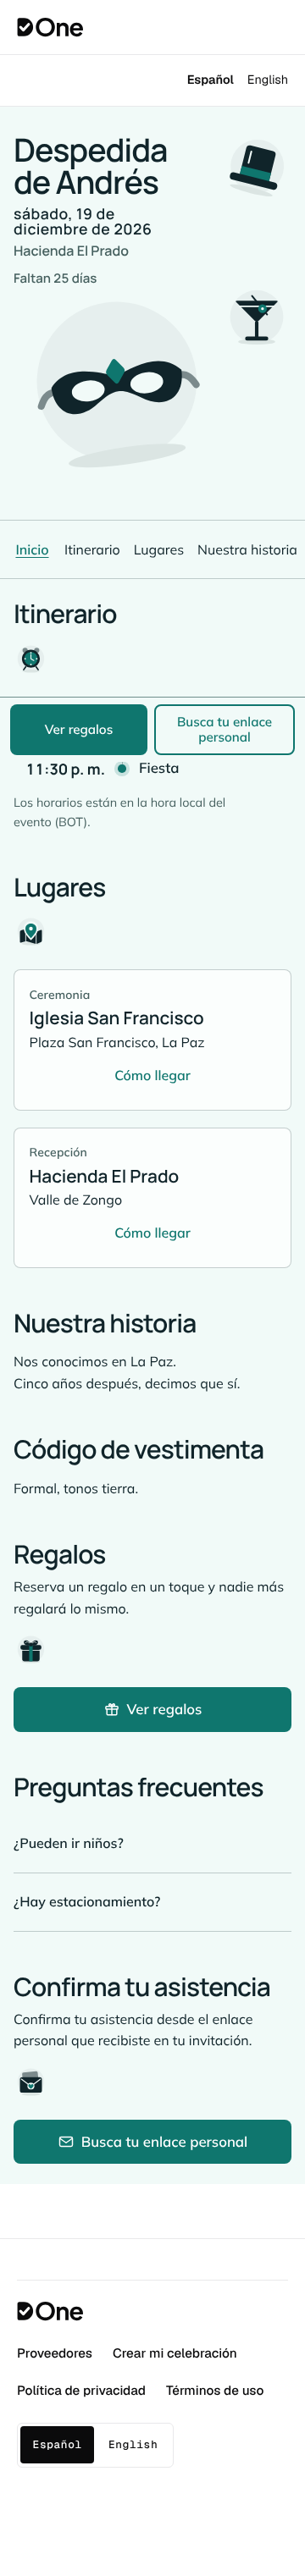 One
Español English
Despedida
de Andrés
sábado, 19 de
diciembre de 2026
Hacienda El Prado
Faltan 25 días
Inicio Itinerario Lugares Nuestra historia
Itinerario
Ver regalos
Busca tu enlace
personal
11:30 p. m. Fiesta
Los horarios están en la hora local del
evento (BOT).
Lugares
Ceremonia
Iglesia San Francisco
Plaza San Francisco, La Paz
Cómo llegar
Recepción
Hacienda El Prado
Valle de Zongo
Cómo llegar
Nuestra historia
Nos conocimos en La Paz.
Cinco años después, decimos que sí.
Código de vestimenta
Formal, tonos tierra.
Regalos
Reserva un regalo en un toque y nadie más
regalará lo mismo.
Ver regalos
Preguntas frecuentes
¿Pueden ir niños?
¿Hay estacionamiento?
Confirma tu asistencia
Confirma tu asistencia desde el enlace
personal que recibiste en tu invitación.
Busca tu enlace personal
One
Proveedores Crear mi celebración
Política de privacidad Términos de uso
Español English